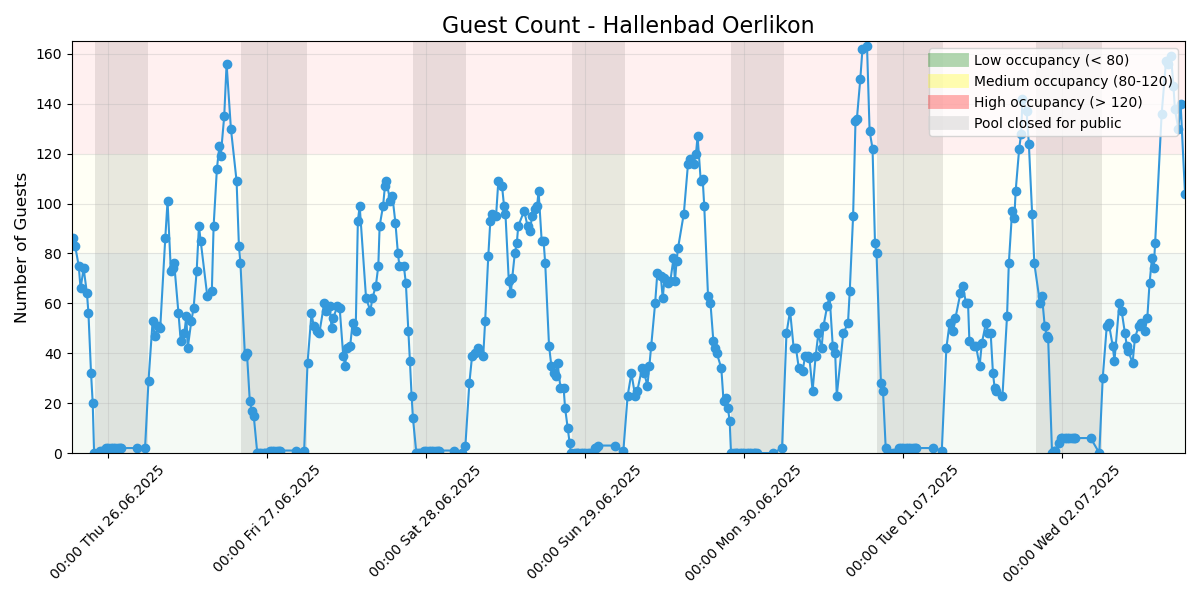 Guest Count - Hallenbad Oerlikon
Number of Guests
160
140
120
100
80
60
40
20
0
Low occupancy (< 80)
Medium occupancy (80-120)
High occupancy (> 120)
Pool closed for public
00:00 Thu 26.06.2025
00:00 Fri 27.06.2025
00:00 Sat 28.06.2025
00:00 Sun 29.06.2025
00:00 Mon 30.06.2025
00:00 Tue 01.07.2025
00:00 Wed 02.07.2025